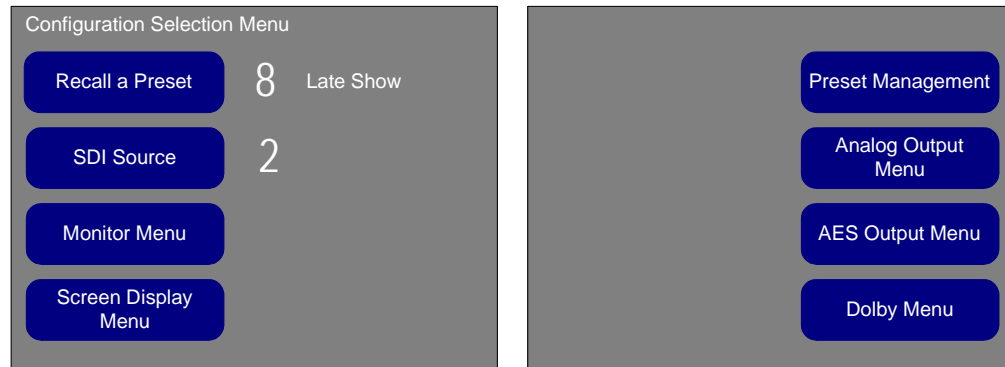 Configuration Selection Menu
Recall a Preset
8
Late Show
SDI Source
2
Monitor Menu
Screen Display
Menu
Preset Management
Analog Output
Menu
AES Output Menu
Dolby Menu